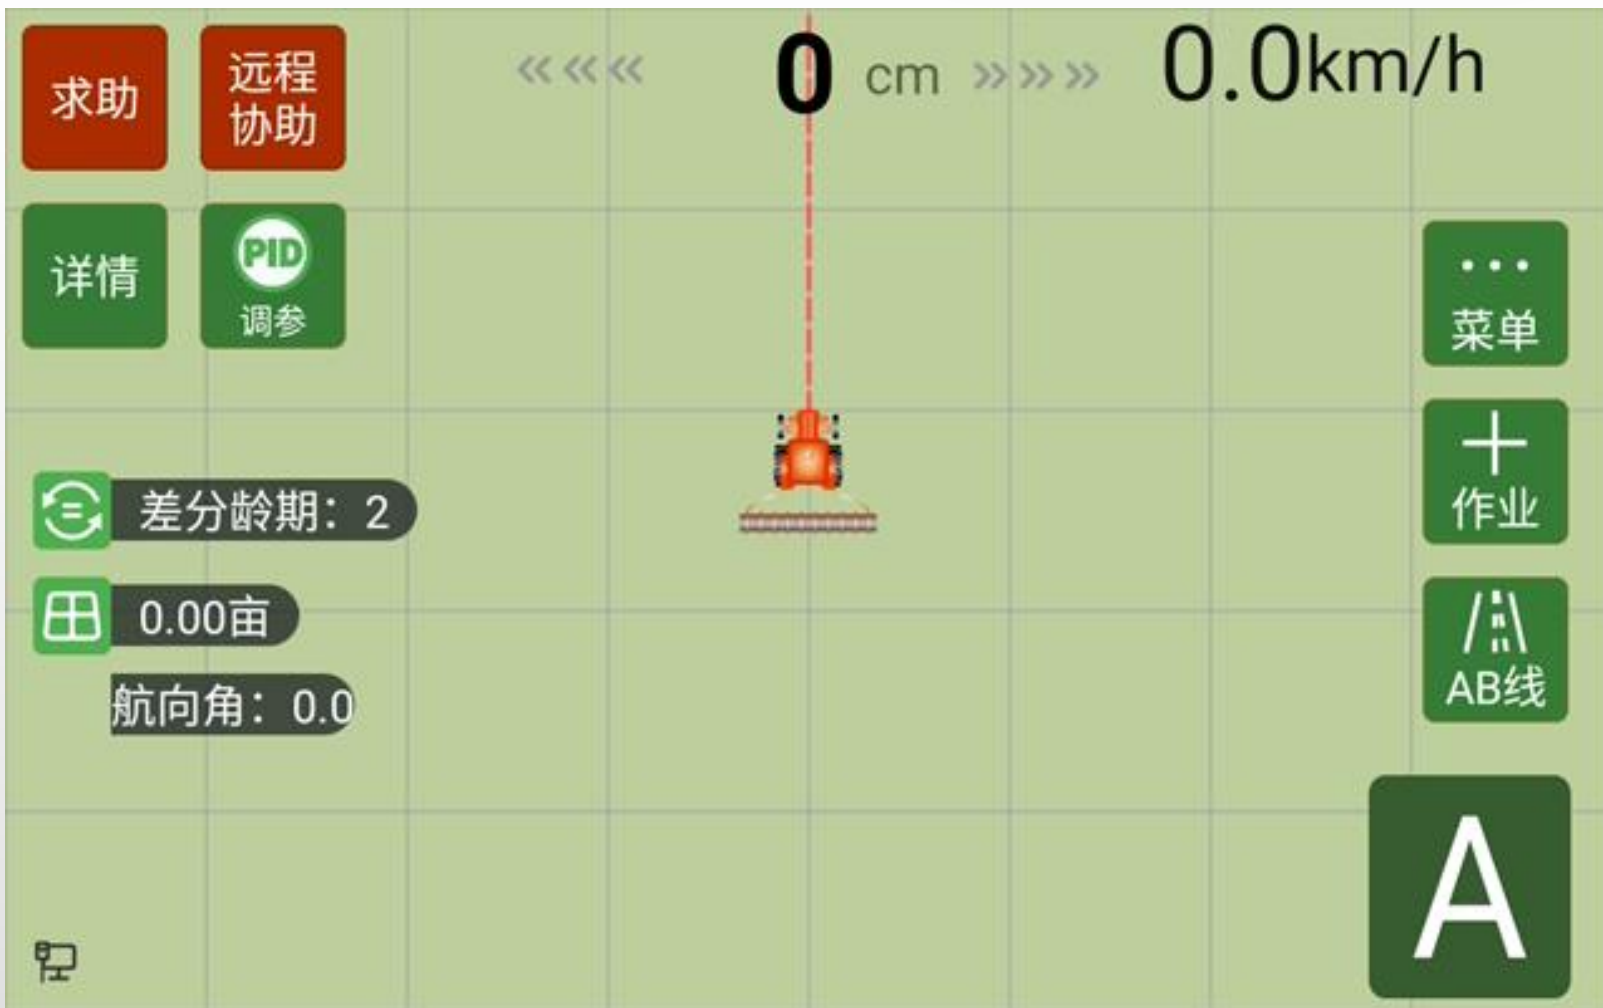 求助
远程
协助
««« 0 cm »»» 0.0km/h
详情
PID
调参
··· 
菜单
作业
AB线
差分龄期：2
0.00亩
航向角：0.0
A